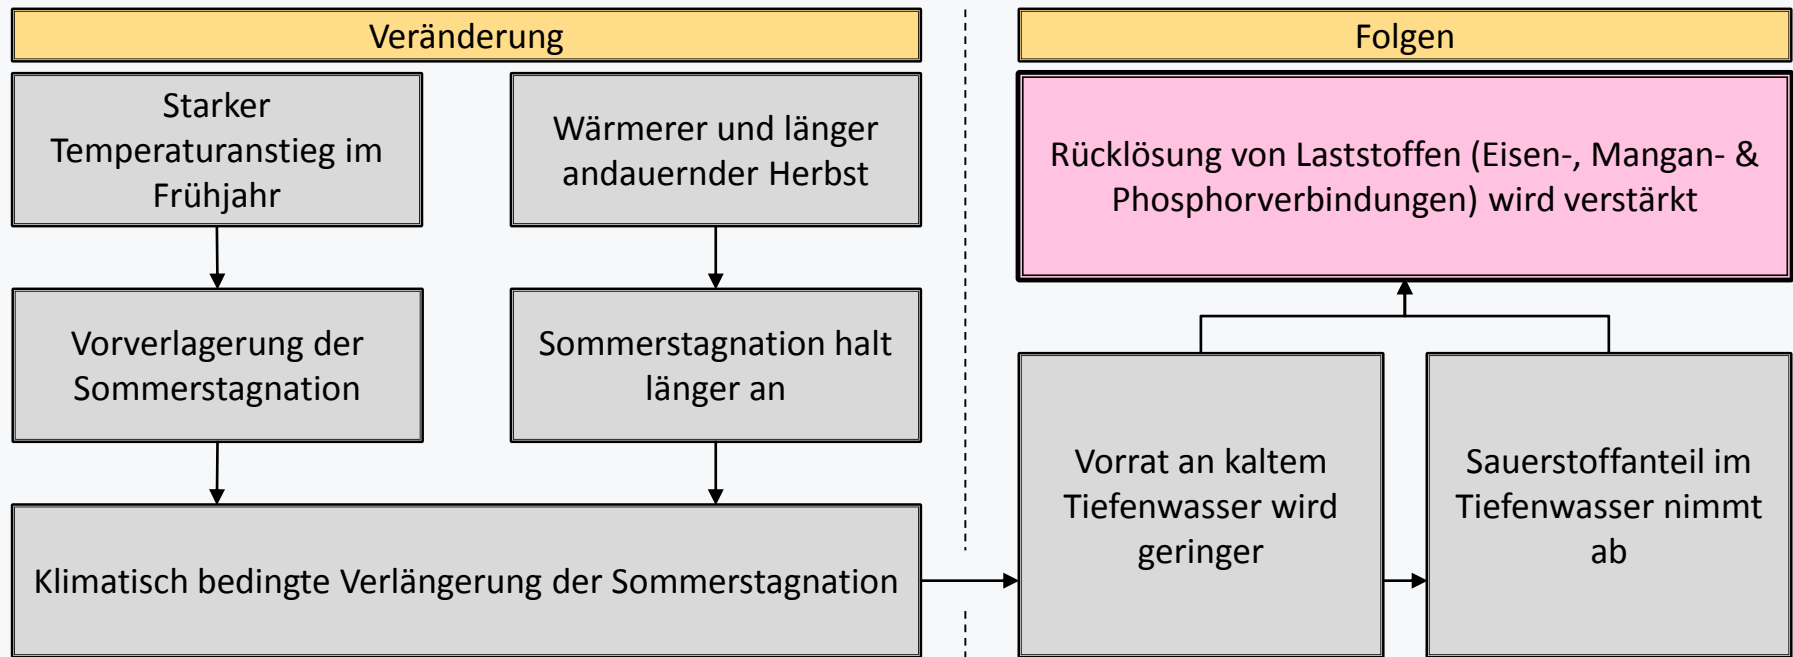 Veränderung
Starker
Temperaturanstieg im
Frühjahr
Wärmerer und länger
andauernder Herbst
Vorverlagerung der
Sommerstagnation
Sommerstagnation halt
länger an
Klimatisch bedingte Verlängerung der Sommerstagnation
Folgen
Rücklösung von Laststoffen (Eisen-, Mangan- &
Phosphorverbindungen) wird verstärkt
Vorrat an kaltem
Tiefenwasser wird
geringer
Sauerstoffanteil im
Tiefenwasser nimmt
ab